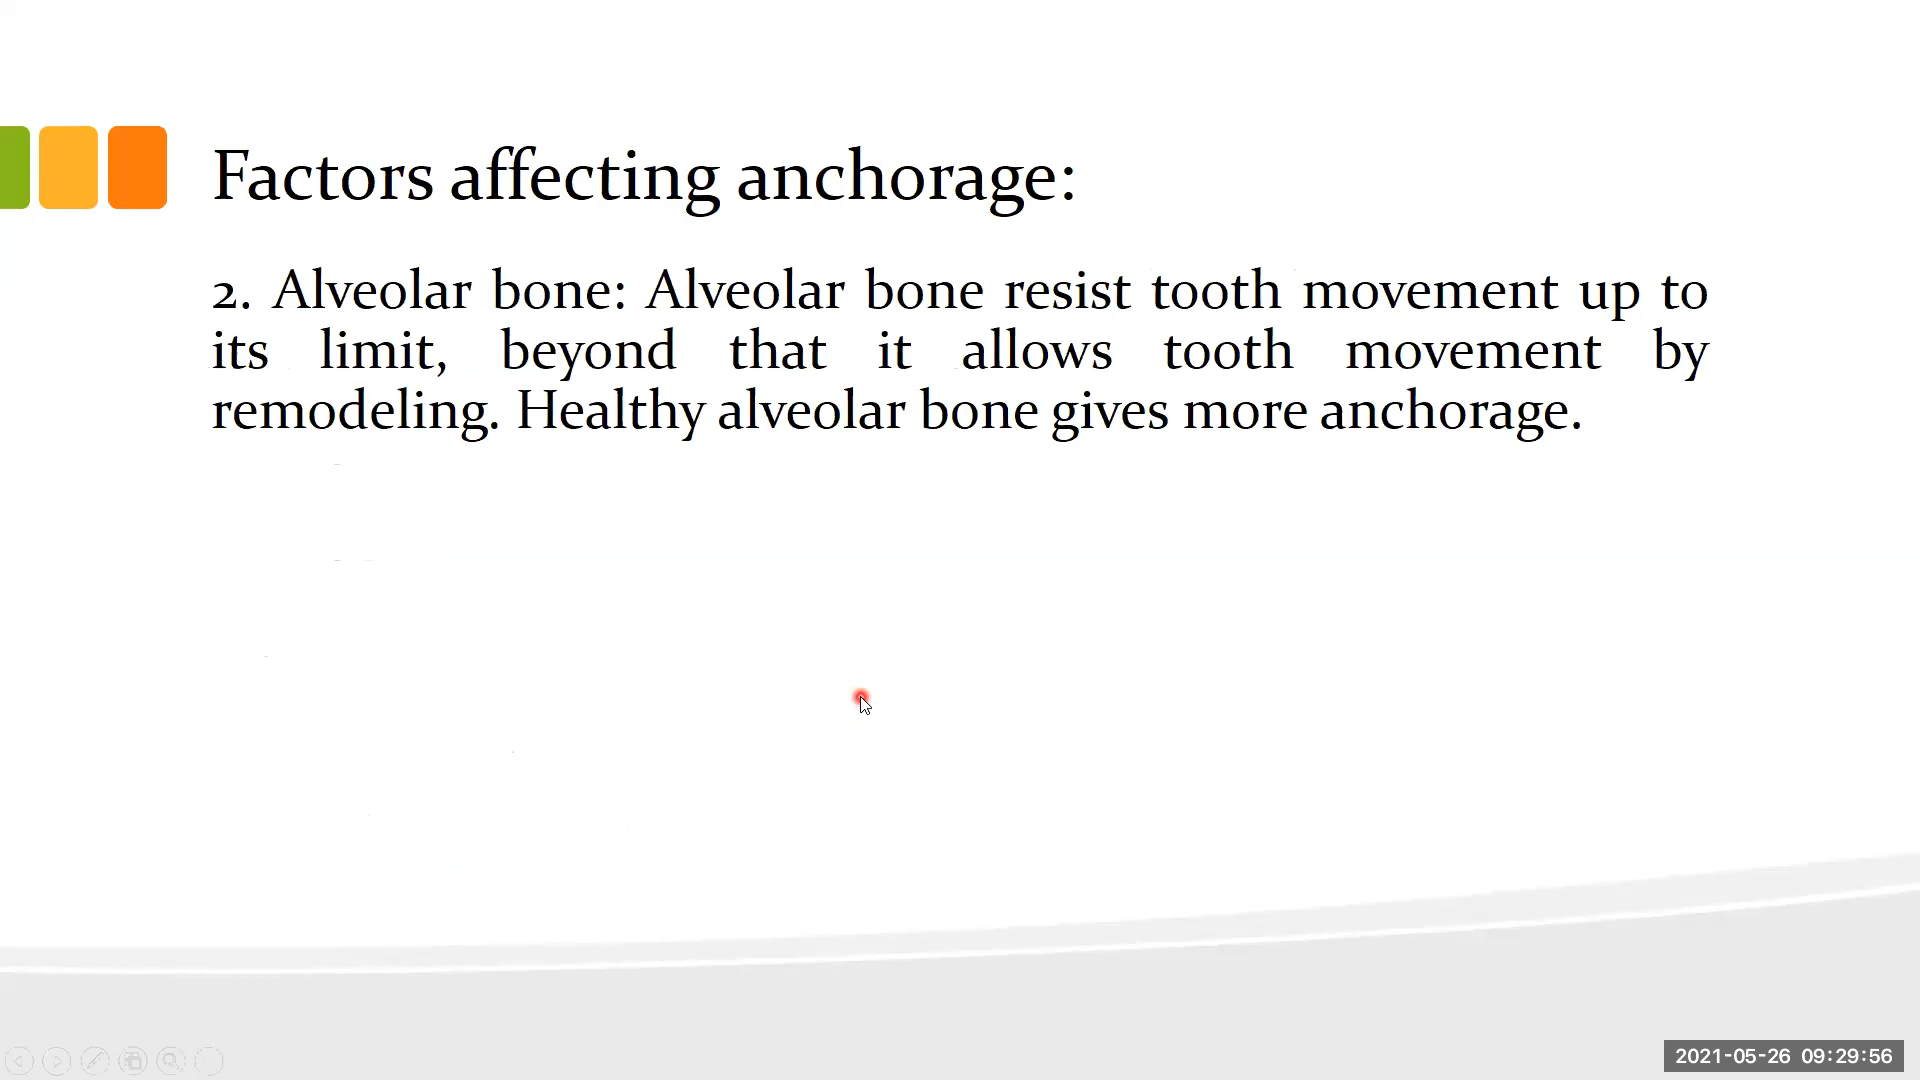 Factors affecting anchorage:
2. Alveolar bone: Alveolar bone resist tooth movement up to
its limit, beyond that it allows tooth movement by
remodeling. Healthy alveolar bone gives more anchorage.
2021-05-26 09:29:56